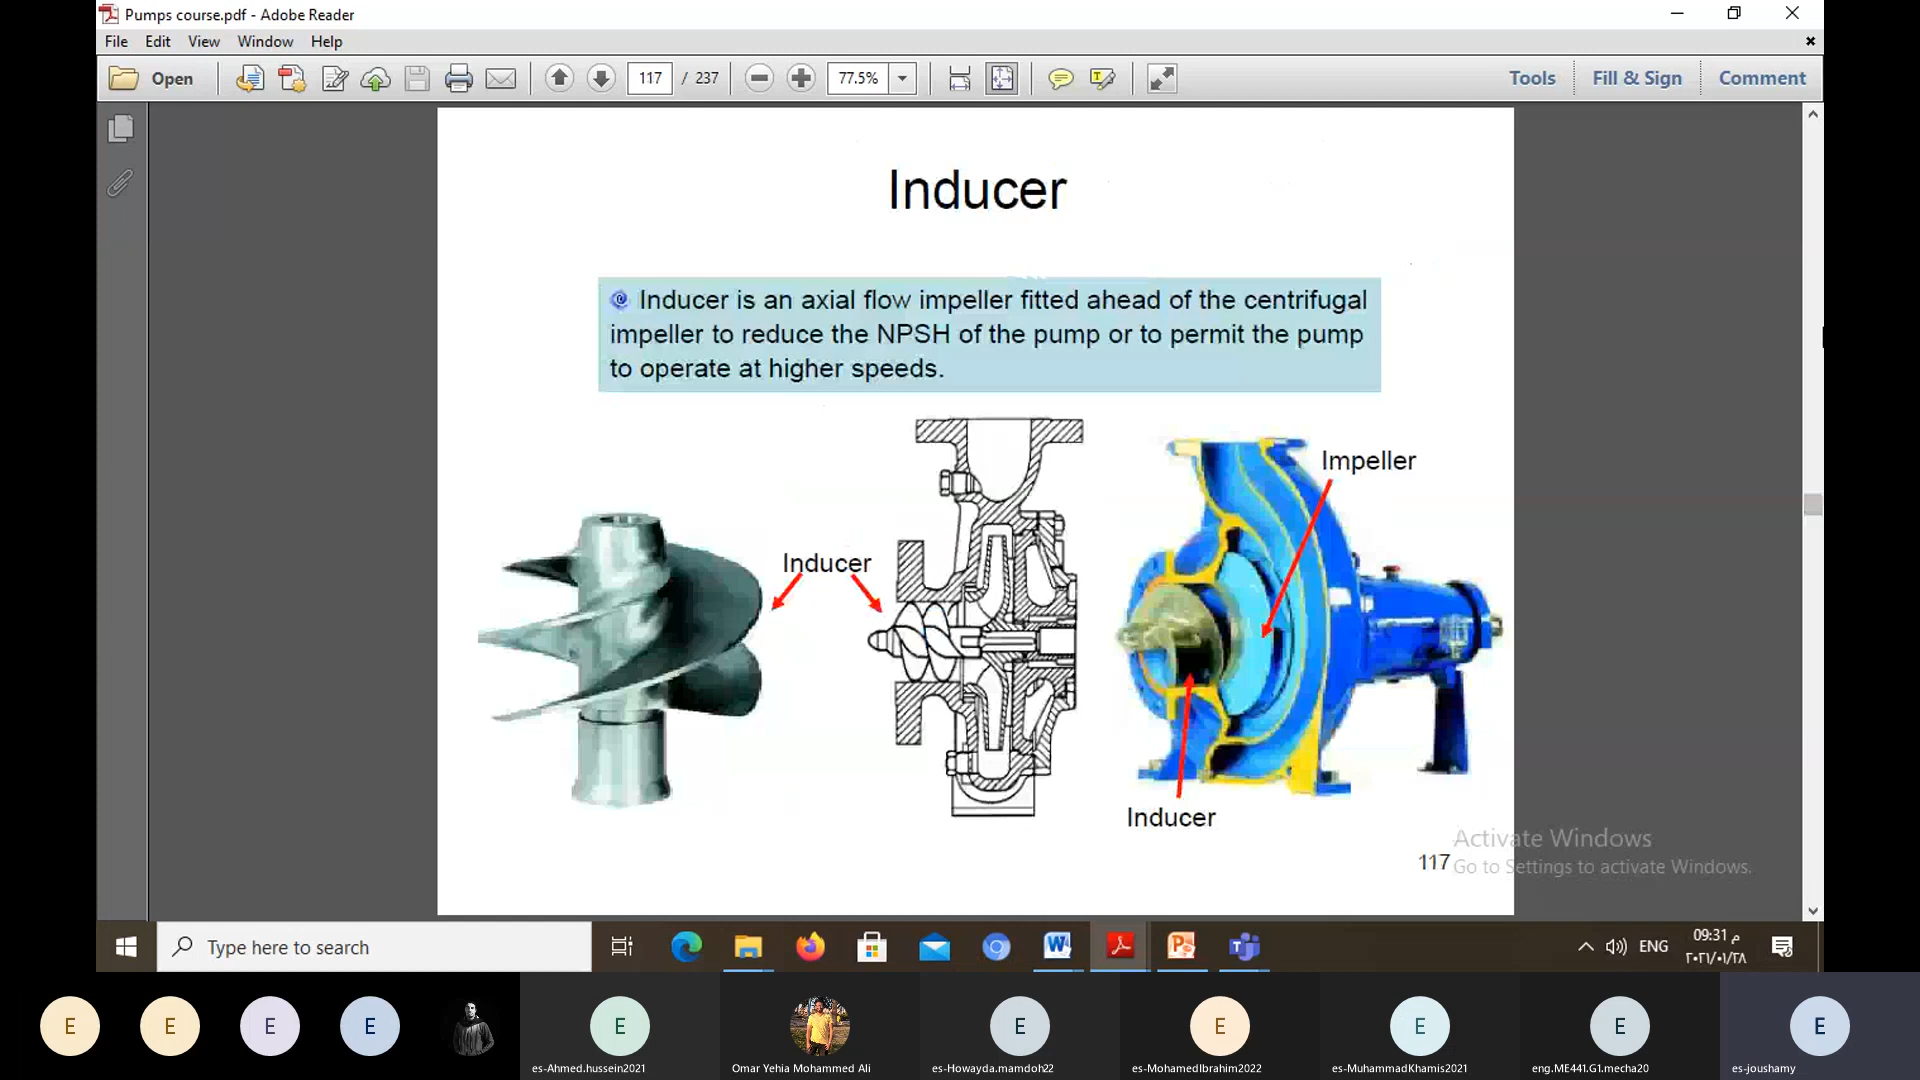 Pumps course.pdf - Adobe Reader
File Edit View Window Help
Open 117 / 237 77.5% Tools Fill & Sign Comment
Inducer
Inducer is an axial flow impeller fitted ahead of the centrifugal
impeller to reduce the NPSH of the pump or to permit the pump
to operate at higher speeds.
Impeller
Inducer
Inducer
117
Activate Windows
Go to Settings to activate Windows.
Type here to search
ENG
09:31 م
٢٠٢١/٠١/٢٨
E E E E E E E E E E
es-Ahmed.hussein2021 Omar Yehia Mohammed Ali es-Howayda.mamdoh22 es-MohamedIbrahim2022 es-MuhammadKhamis2021 eng.ME441.G1.mecha20 es-joushamy